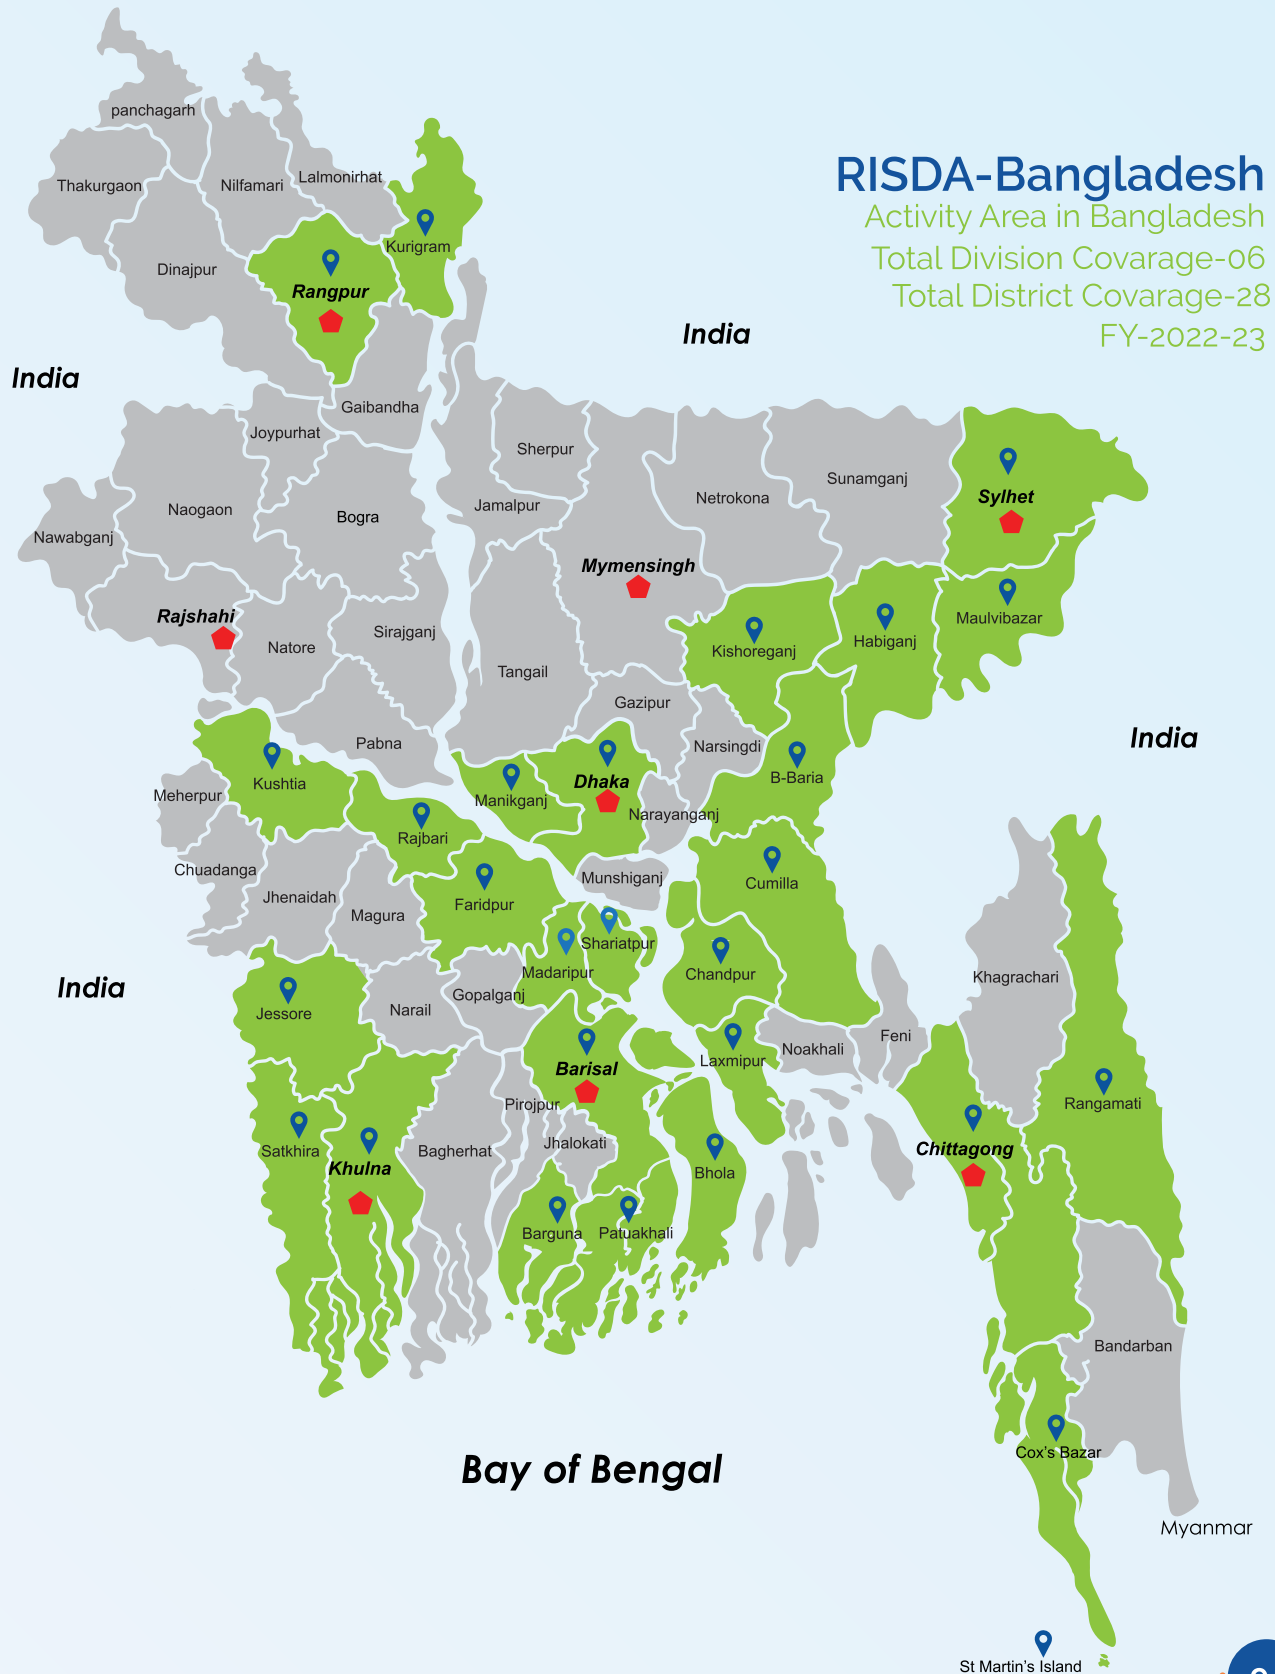 panchagarh
RISDA-Bangladesh
Activity Area in Bangladesh
Total Division Covarage-06
Total District Covarage-28
FY-2022-23
Thakurgaon
Nilfamari
Lalmonirhat
Kurigram
Dinajpur
Rangpur
India
India
Gaibandha
Joypurhat
Sherpur
Sunamganj
Sylhet
Naogaon
Bogra
Jamalpur
Netrokona
Nawabganj
Mymensingh
Rajshahi
Maulvibazar
Natore
Sirajganj
Kishoreganj
Habiganj
Tangail
Gazipur
India
Pabna
Narsingdi
Kushtia
Dhaka
B-Baria
Meherpur
Manikganj
Narayanganj
Rajbari
Chuadanga
Munshiganj
Cumilla
Jhenaidah
Magura
Faridpur
Shariatpur
Madaripur
Chandpur
Khagrachari
India
Jessore
Narail
Gopalganj
Feni
Noakhali
Laxmipur
Barisal
Pirojpur
Rangamati
Satkhira
Khulna
Bagherhat
Jhalokati
Chittagong
Bhola
Barguna
Patuakhali
Bandarban
Cox's Bazar
Bay of Bengal
Myanmar
St Martin's Island